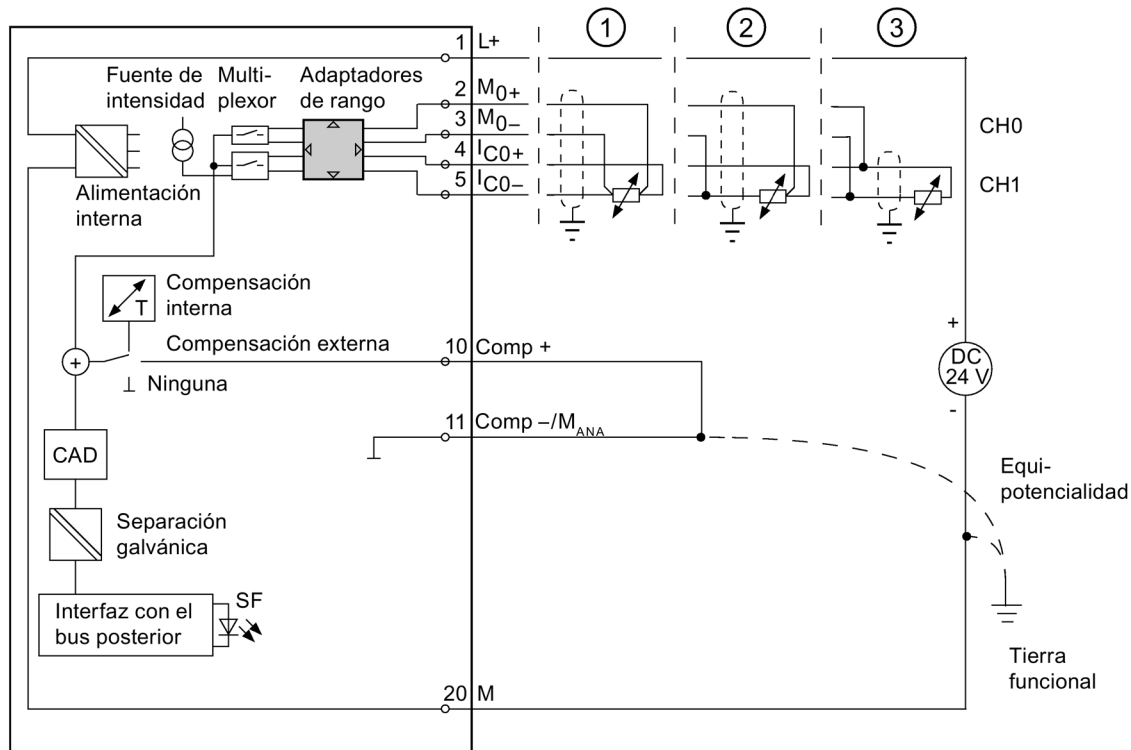 1 2 3
1 L+
Fuente de
intensidad
Multi-
plexor
Adaptadores
de rango
2 M0+
3 M0–
4 IC0+
5 IC0–
CH0
CH1
Alimentación
interna
T
Compensación
interna
+
Compensación externa
10 Comp +
Ninguna
11 Comp –/MANA
+
DC
24 V
-
CAD
Equi-
potencialidad
Separación
galvánica
Interfaz con el
bus posterior
SF
Tierra
funcional
20 M